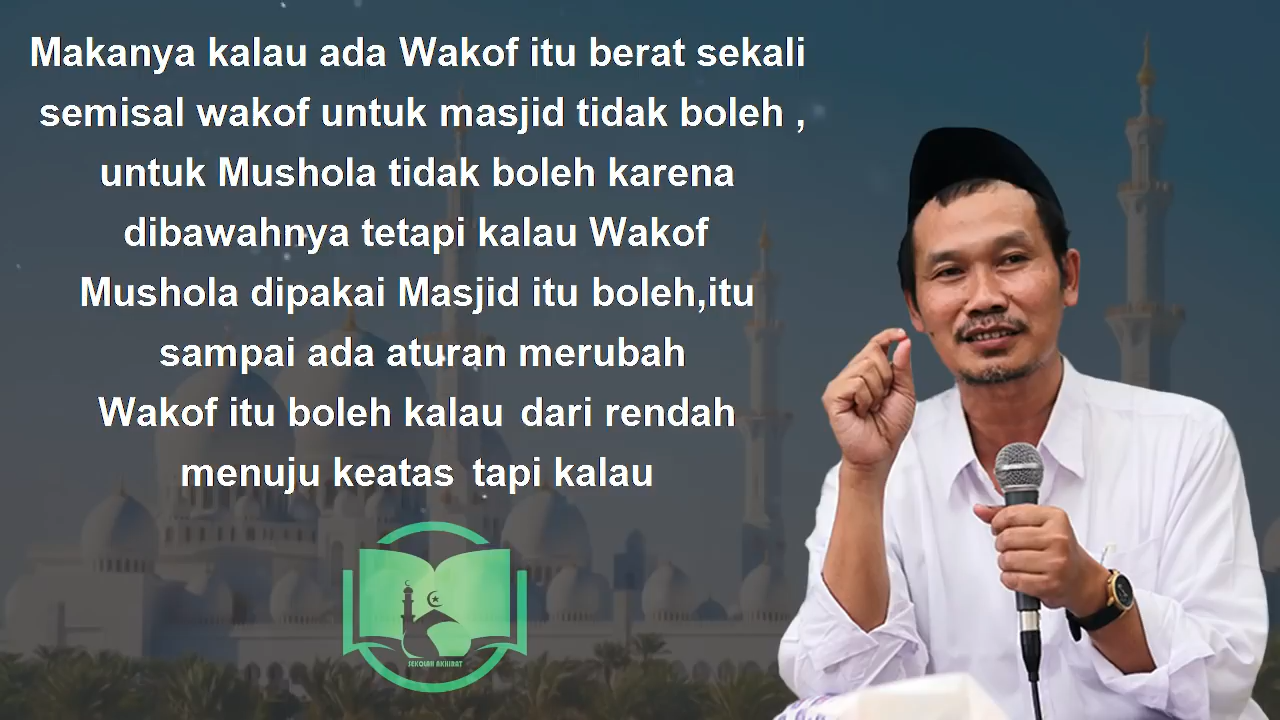 Makanya kalau ada Wakof itu berat sekali
semisal wakof untuk masjid tidak boleh ,
untuk Mushola tidak boleh karena
dibawahnya tetapi kalau Wakof
Mushola dipakai Masjid itu boleh,itu
sampai ada aturan merubah
Wakof itu boleh kalau dari rendah
menuju keatas tapi kalau
SEKOLAH AKHIRAT